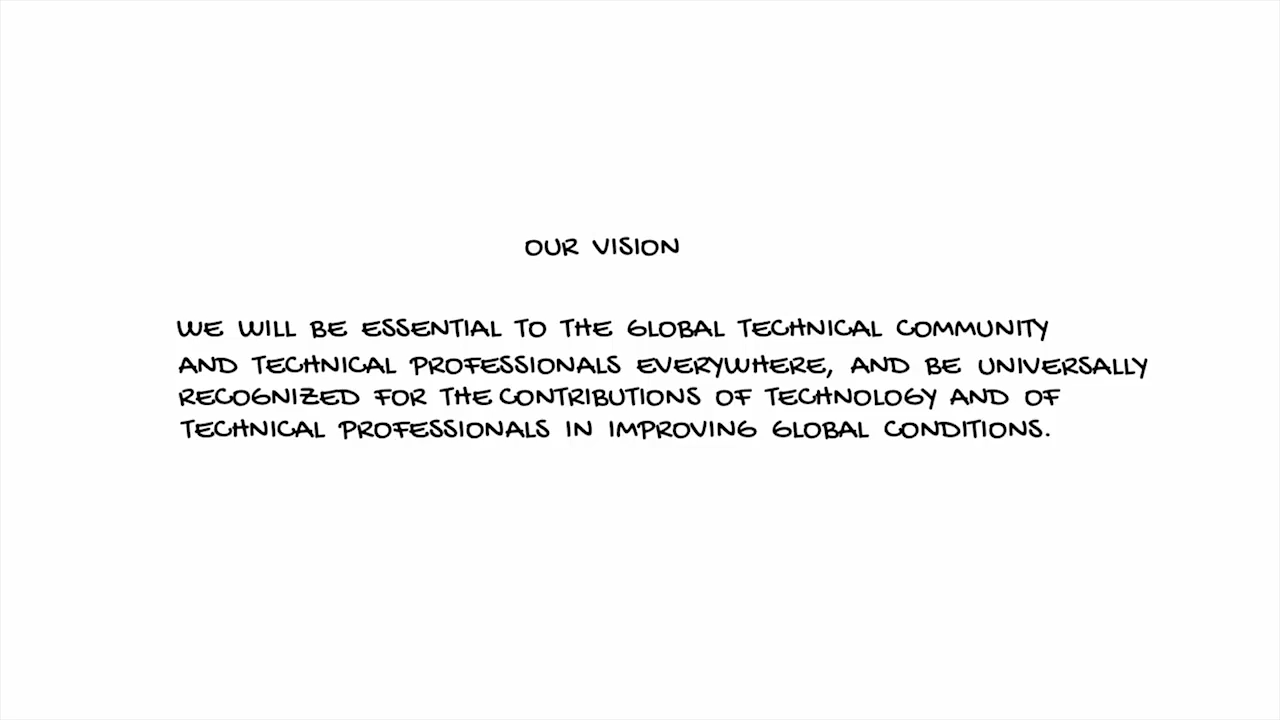 OUR VISION
WE WILL BE ESSENTIAL TO THE GLOBAL TECHNICAL COMMUNITY
AND TECHNICAL PROFESSIONALS EVERYWHERE, AND BE UNIVERSALLY
RECOGNIZED FOR THE CONTRIBUTIONS OF TECHNOLOGY AND OF
TECHNICAL PROFESSIONALS IN IMPROVING GLOBAL CONDITIONS.